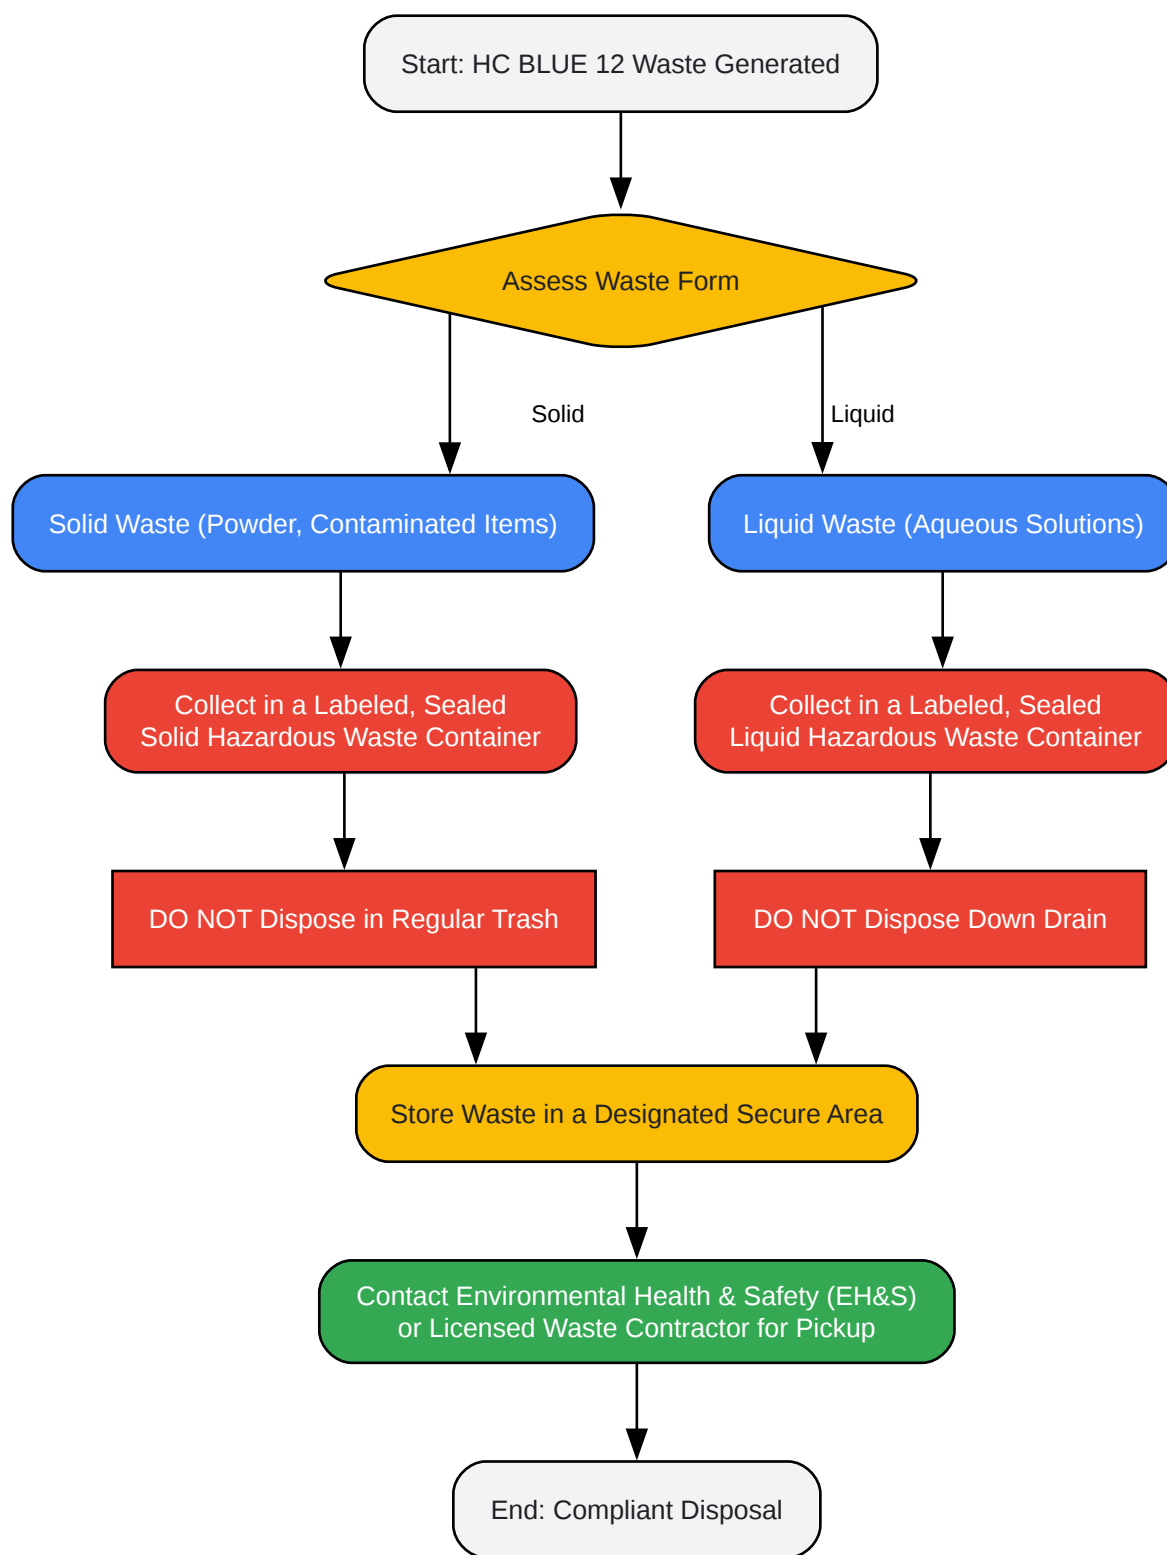 Start: HC BLUE 12 Waste Generated
Assess Waste Form
Solid
Liquid
Solid Waste (Powder, Contaminated Items)
Liquid Waste (Aqueous Solutions)
Collect in a Labeled, Sealed
Solid Hazardous Waste Container
Collect in a Labeled, Sealed
Liquid Hazardous Waste Container
DO NOT Dispose in Regular Trash
DO NOT Dispose Down Drain
Store Waste in a Designated Secure Area
Contact Environmental Health & Safety (EH&S)
or Licensed Waste Contractor for Pickup
End: Compliant Disposal